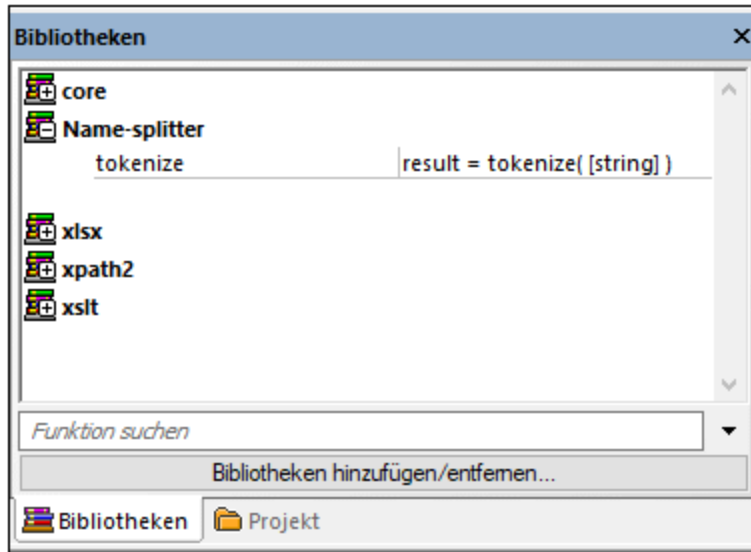 Bibliotheken
core
Name-splitter
tokenize result = tokenize( [string] )
xlsx
xpath2
xslt
Funktion suchen
Bibliotheken hinzufügen/entfernen...
Bibliotheken Projekt